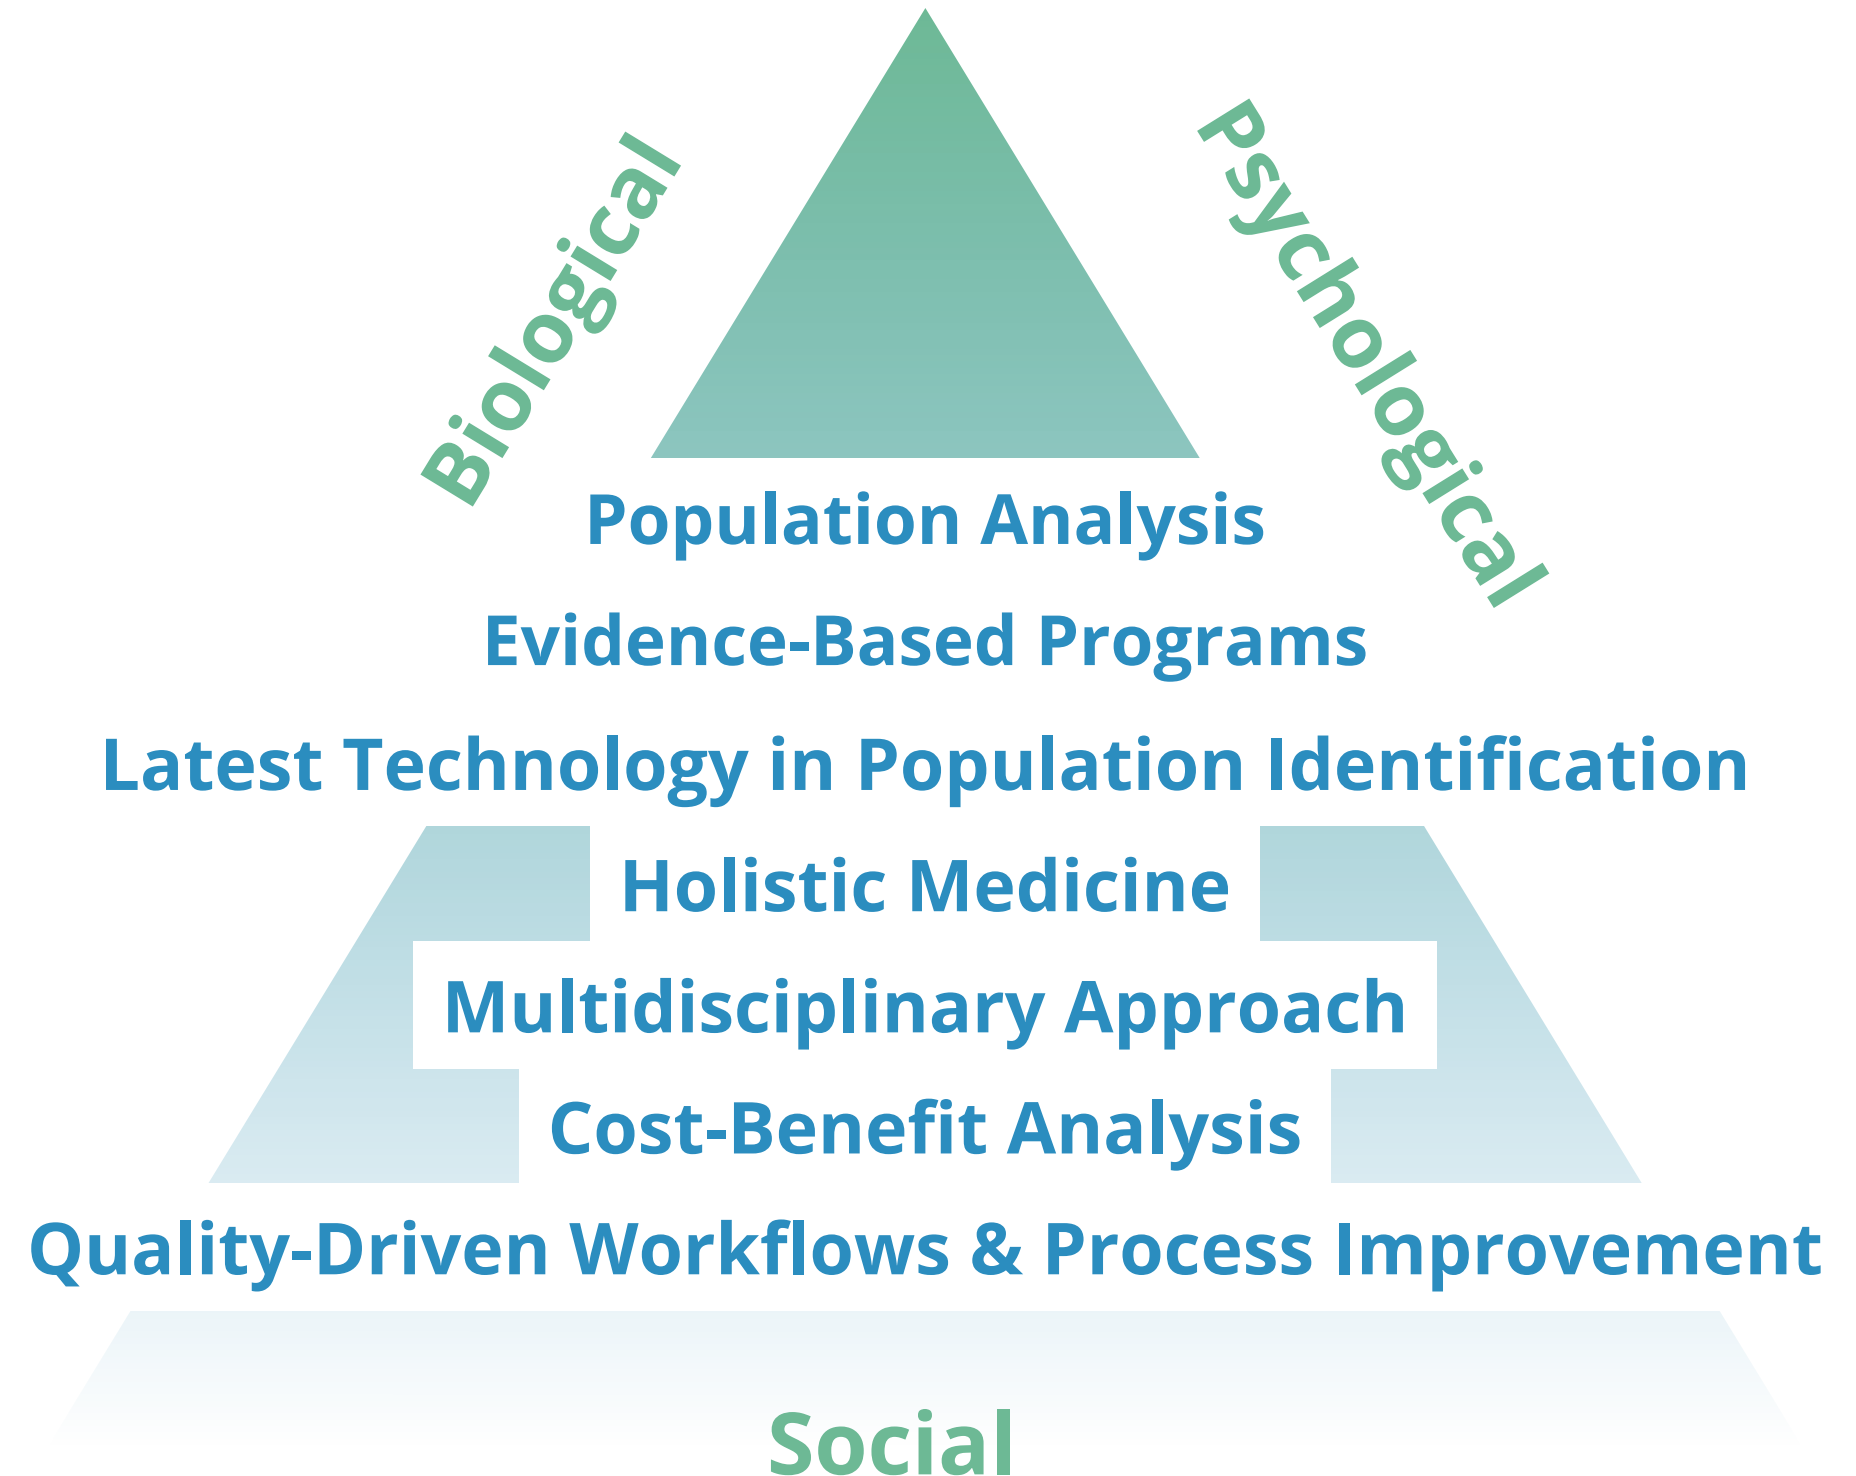 Biological
Psychological
Population Analysis
Evidence-Based Programs
Latest Technology in Population Identification
Holistic Medicine
Multidisciplinary Approach
Cost-Benefit Analysis
Quality-Driven Workflows & Process Improvement
Social